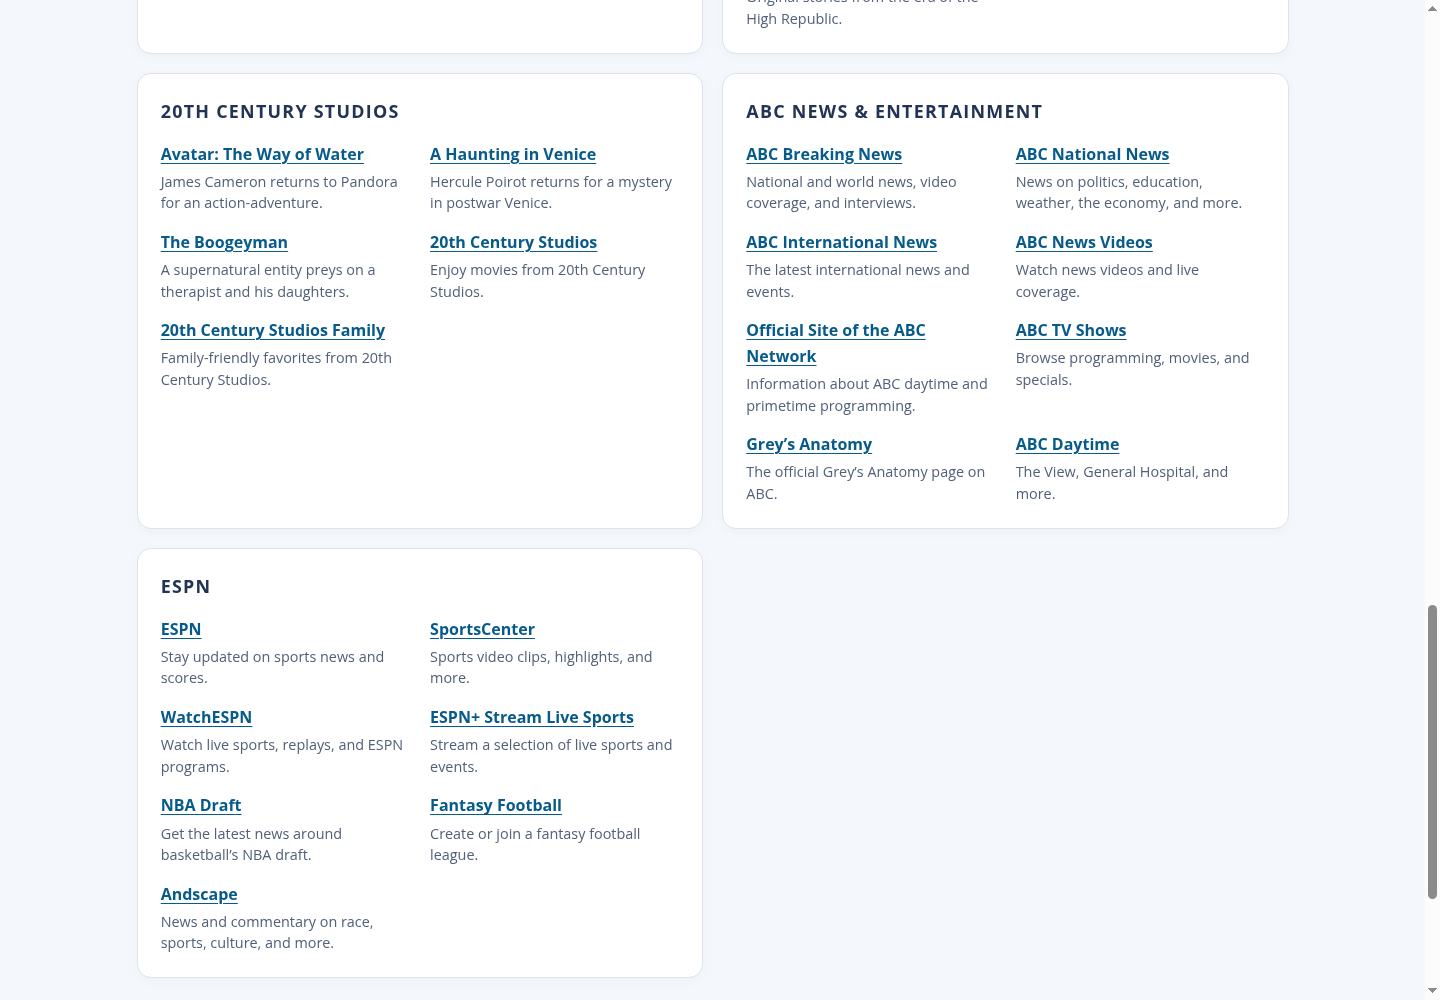 High Republic.
20TH CENTURY STUDIOS
Avatar: The Way of Water
James Cameron returns to Pandora
for an action-adventure.
A Haunting in Venice
Hercule Poirot returns for a mystery
in postwar Venice.
The Boogeyman
A supernatural entity preys on a
therapist and his daughters.
20th Century Studios
Enjoy movies from 20th Century
Studios.
20th Century Studios Family
Family-friendly favorites from 20th
Century Studios.
ABC NEWS & ENTERTAINMENT
ABC Breaking News
National and world news, video
coverage, and interviews.
ABC National News
News on politics, education,
weather, the economy, and more.
ABC International News
The latest international news and
events.
ABC News Videos
Watch news videos and live
coverage.
Official Site of the ABC
Network
Information about ABC daytime and
primetime programming.
ABC TV Shows
Browse programming, movies, and
specials.
Grey’s Anatomy
The official Grey’s Anatomy page on
ABC.
ABC Daytime
The View, General Hospital, and
more.
ESPN
ESPN
Stay updated on sports news and
scores.
SportsCenter
Sports video clips, highlights, and
more.
WatchESPN
Watch live sports, replays, and ESPN
programs.
ESPN+ Stream Live Sports
Stream a selection of live sports and
events.
NBA Draft
Get the latest news around
basketball’s NBA draft.
Fantasy Football
Create or join a fantasy football
league.
Andscape
News and commentary on race,
sports, culture, and more.